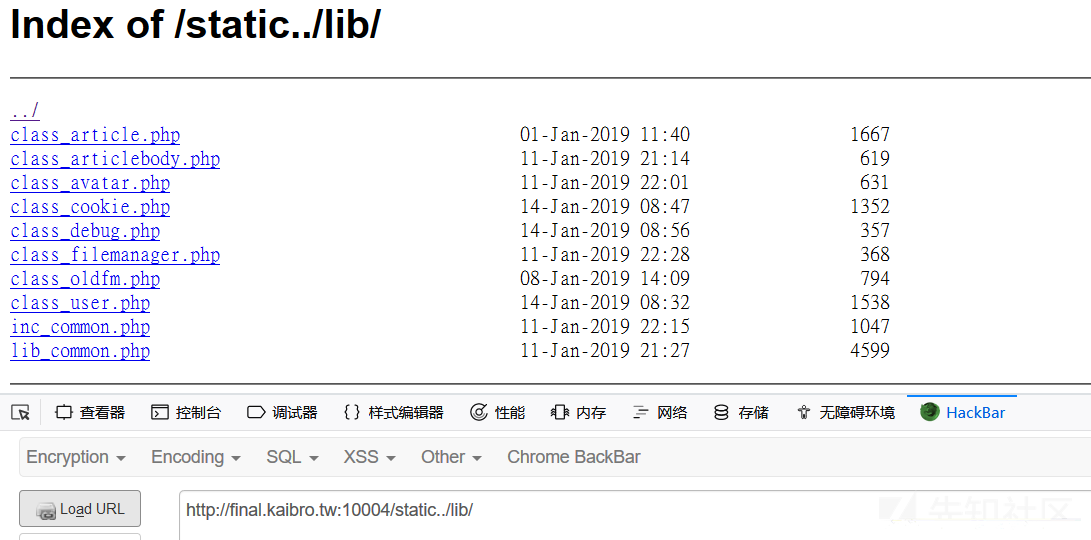 Index of /static../lib/
../
class_article.php 01-Jan-2019 11:40 1667
class_articlebody.php 11-Jan-2019 21:14 619
class_avatar.php 11-Jan-2019 22:01 631
class_cookie.php 14-Jan-2019 08:47 1352
class_debug.php 14-Jan-2019 08:56 357
class_filemanager.php 11-Jan-2019 22:28 368
class_oldfm.php 08-Jan-2019 14:09 794
class_user.php 14-Jan-2019 08:32 1538
inc_common.php 11-Jan-2019 22:15 1047
lib_common.php 11-Jan-2019 21:27 4599
查看器 控制台 调试器 {} 样式编辑器 性能 内存 网络 存储 无障碍环境 HackBar
Encryption Encoding SQL XSS Other Chrome BackBar
Load URL http://final.kaibro.tw:10004/static../lib/
先知社区